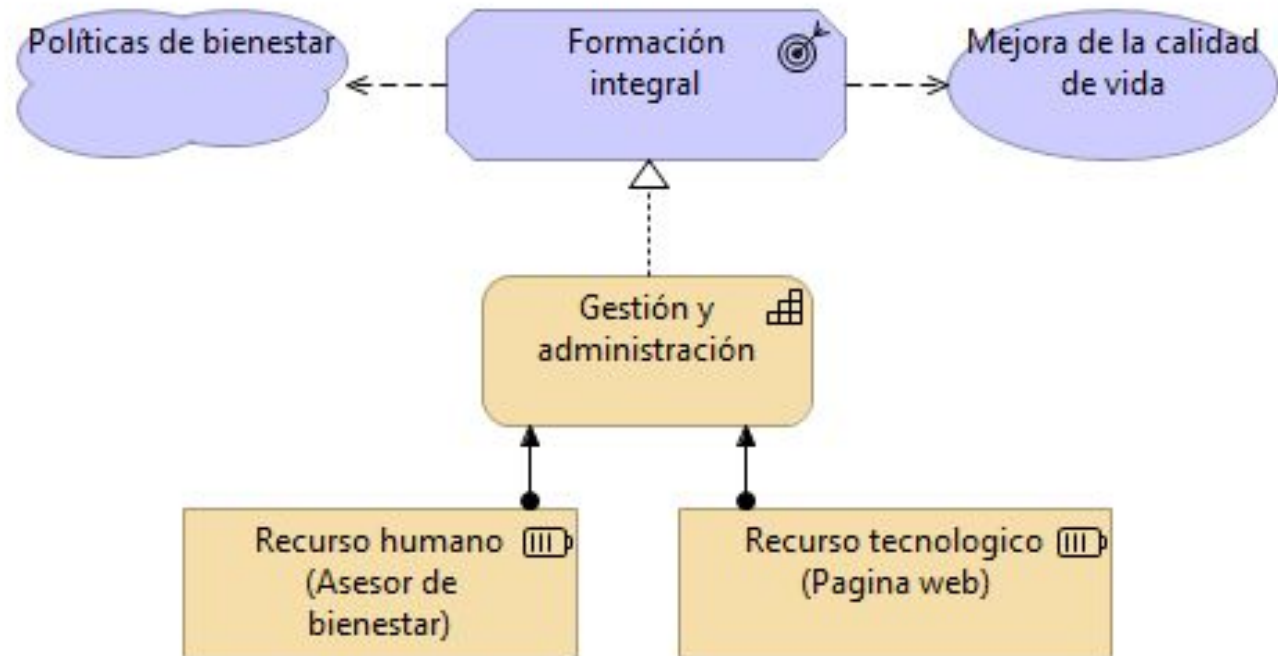 Políticas de bienestar
Formación
integral
Mejora de la calidad
de vida
Gestión y
administración
Recurso humano
(Asesor de
bienestar)
Recurso tecnologico
(Pagina web)